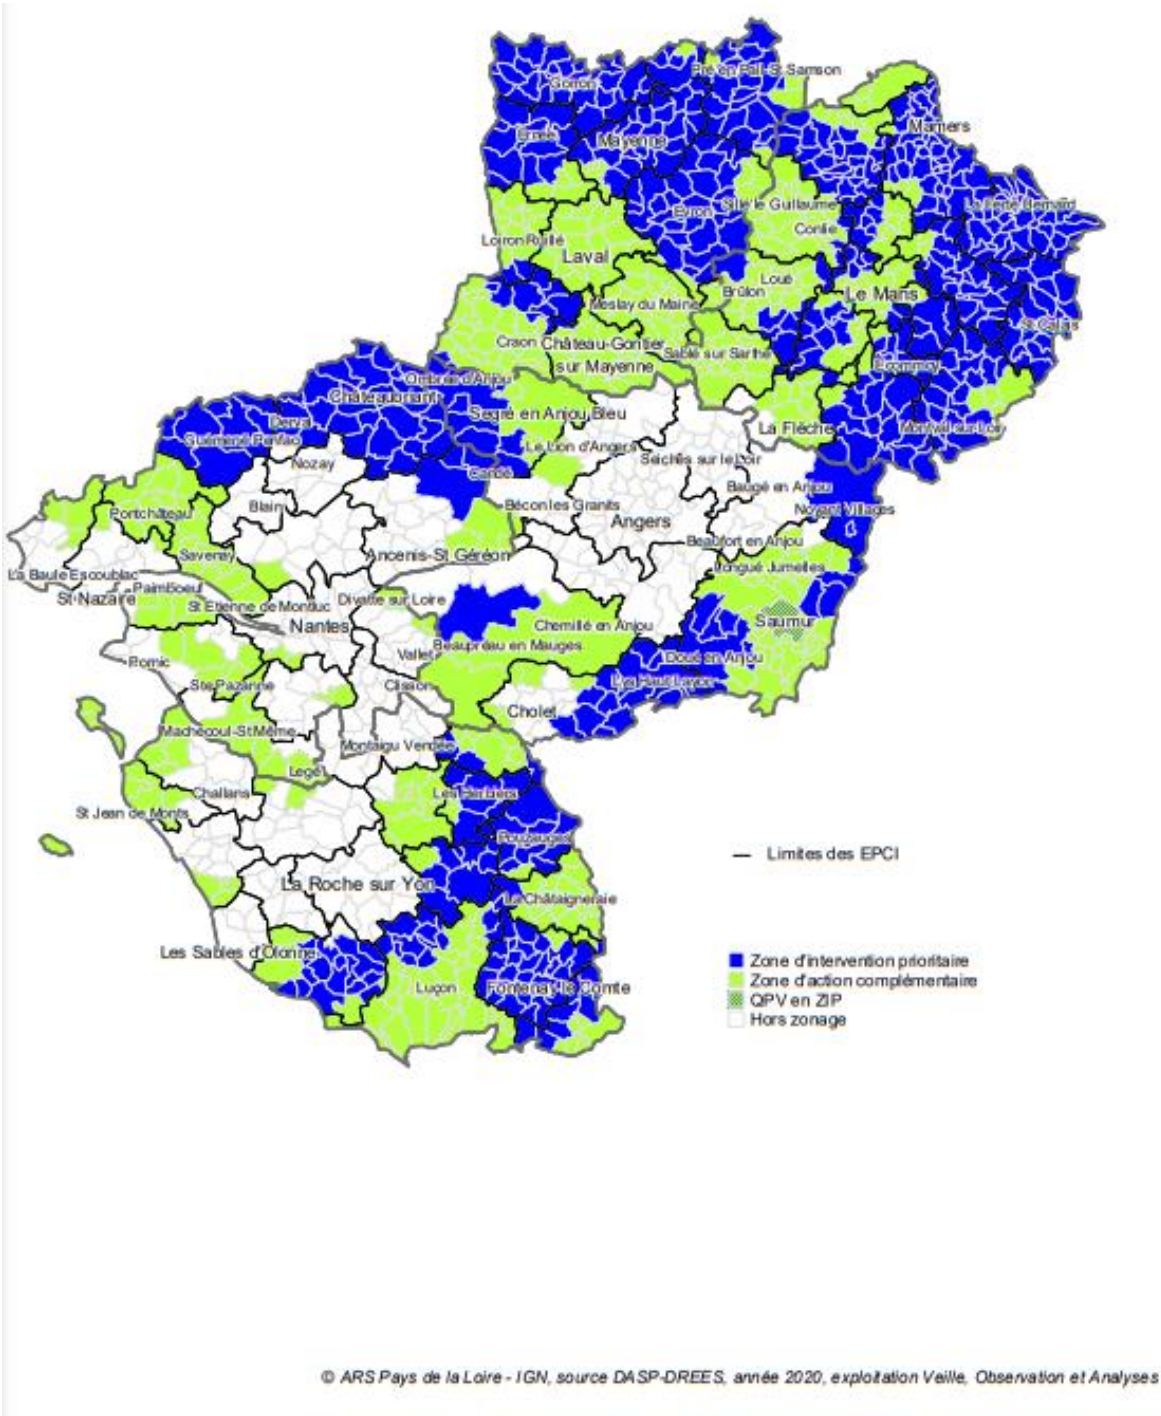 Pré en Pail-St Samson
Gorron
Mamers
Ernée
Mayenne
La Ferté Bernard
Sillé le Guillaume
Evron
Conlie
Loiron Ruillé
Laval
Loué
Brûlon
Le Mans
Meslay du Maine
St Calais
Craon
Château-Gontier
sur Mayenne
Sablé sur Sarthe
Ecommoy
Ombrée d'Anjou
Châteaubriant
Segré en Anjou Bleu
Derval
La Flèche
Montval sur Loir
Guémené Penfao
Le Lion d'Angers
Nozay
Seiches sur le Loir
Candé
Baugé en Anjou
Blain
Bécon les Granits
Noyant Villages
Pontchâteau
Angers
Beaufort en Anjou
Savenay
Ancenis-St Géréon
Longué Jumelles
La Baule Escoublac
Paimboeuf
St Nazaire
St Etienne de Montluc
Divatte sur Loire
Nantes
Chemillé en Anjou
Saumur
Beaupréau en Mauges
Vallet
Doué en Anjou
Pornic
Ste Pazanne
Clisson
Lys Haut Layon
Cholet
Machecoul-St Même
Montaigu Vendée
Legé
Challans
Les Herbiers
St Jean de Monts
Pouzauges
Limites des EPCI
La Roche sur Yon
La Châtaigneraie
Les Sables d'Olonne
Zone d'intervention prioritaire
Zone d'action complémentaire
Luçon
Fontenay le Comte
QPV en ZIP
Hors zonage
© ARS Pays de la Loire - IGN, source DASP-DREES, année 2020, exploitation Veille, Observation et Analyses